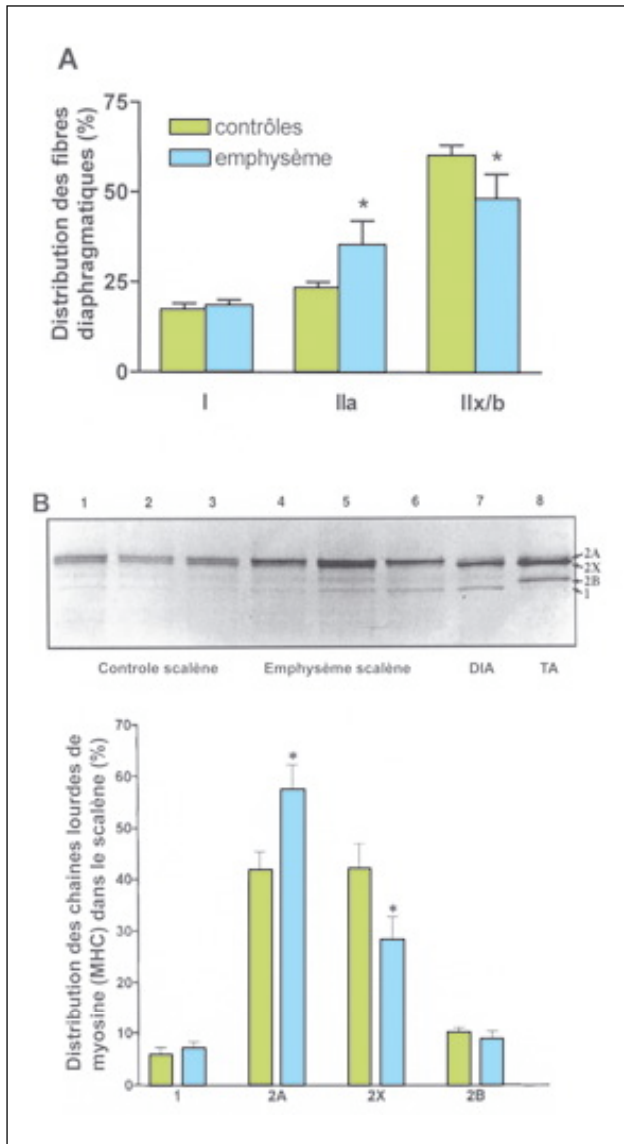 A
Distribution des fibres
diaphragmatiques (%)
75
50
25
0
contrôles
emphysème
*
*
I
IIa
IIx/b
B
1 2 3 4 5 6 7 8
2A
2X
2B
1
Controle scalène
Emphysème scalène
DIA
TA
Distribution des chaines lourdes de
myosine (MHC) dans le scalène (%)
70
60
50
40
30
20
10
0
*
*
1
2A
2X
2B